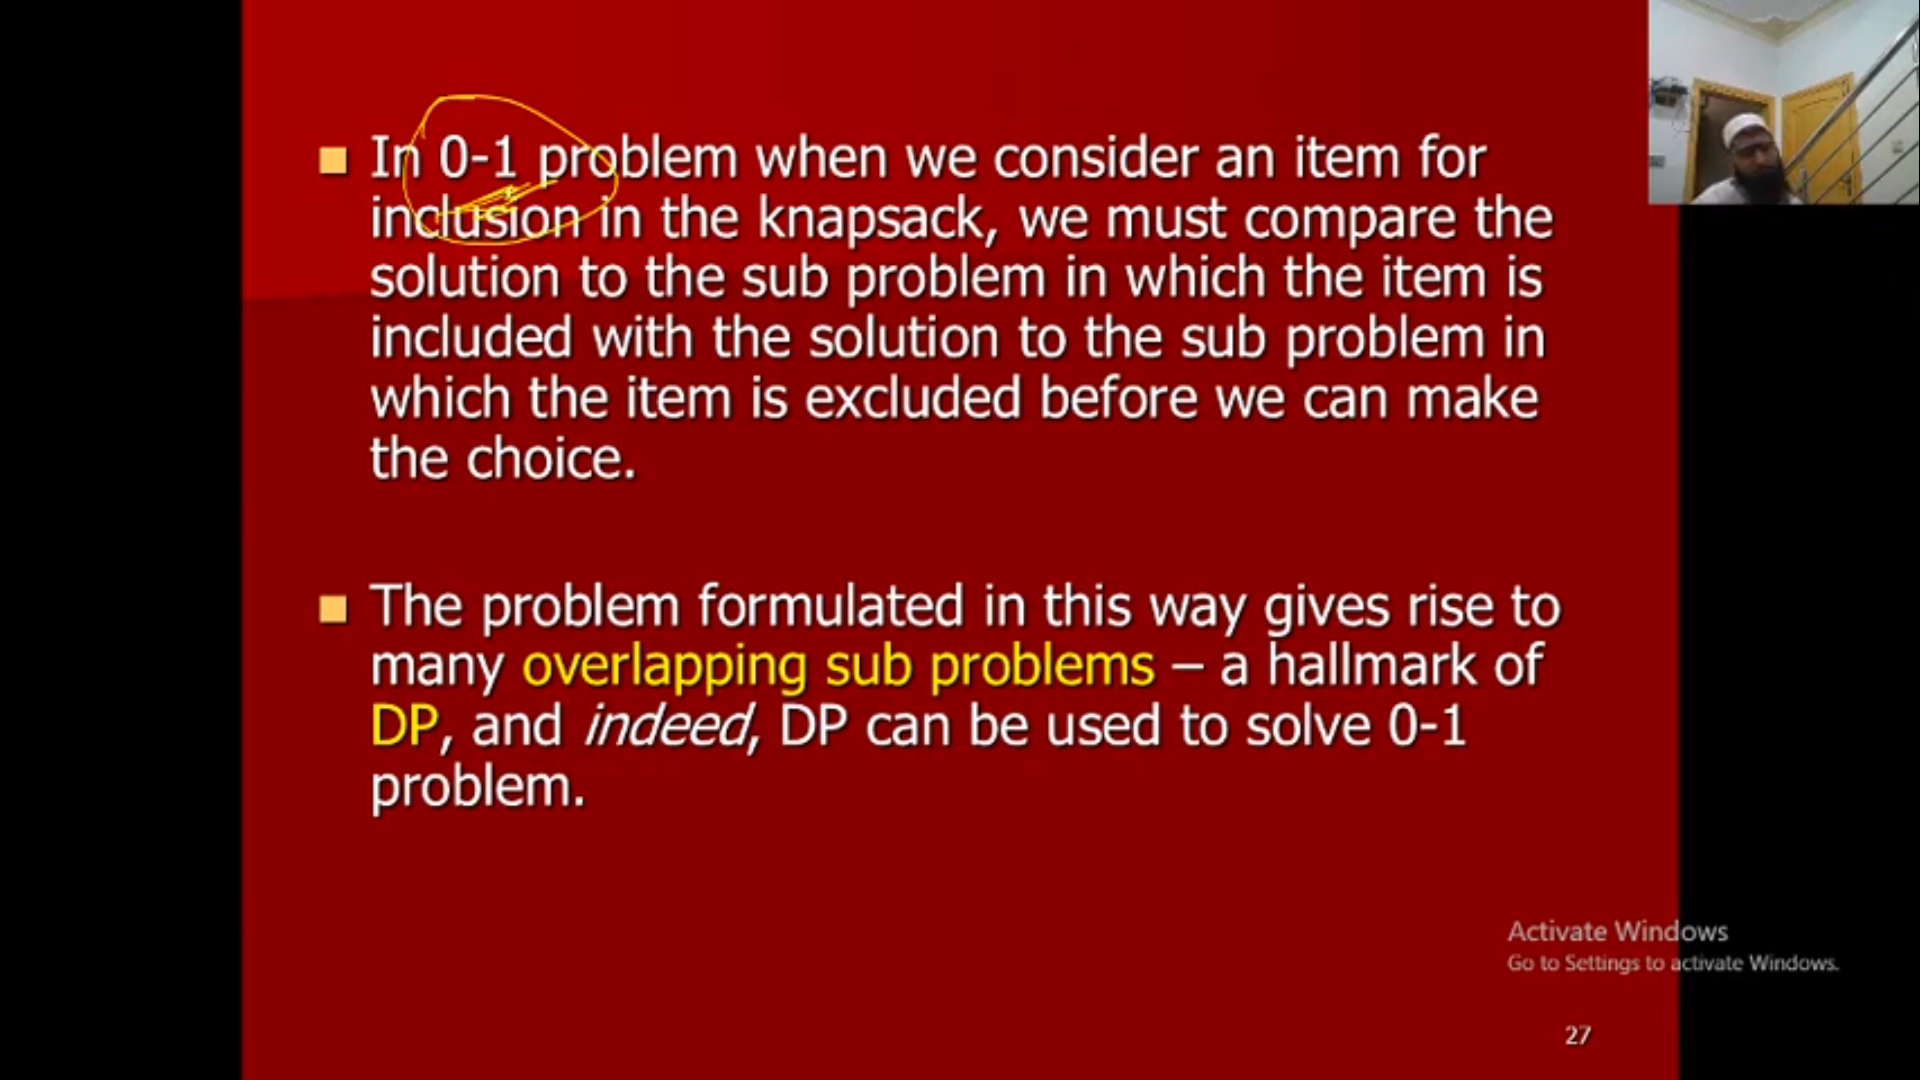 In 0-1 problem when we consider an item for
inclusion in the knapsack, we must compare the
solution to the sub problem in which the item is
included with the solution to the sub problem in
which the item is excluded before we can make
the choice.
The problem formulated in this way gives rise to
many overlapping sub problems – a hallmark of
DP, and indeed, DP can be used to solve 0-1
problem.
Activate Windows
Go to Settings to activate Windows.
27